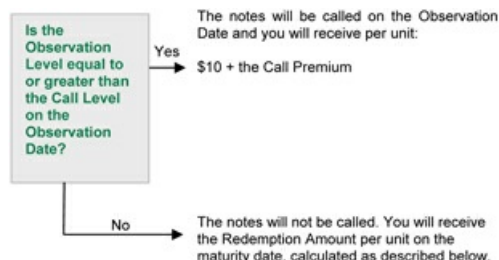 Is the
Observation
Level equal to
or greater than
the Call Level
on the
Observation
Date?
Yes
The notes will be called on the Observation
Date and you will receive per unit:
$10 + the Call Premium
No
The notes will not be called. You will receive
the Redemption Amount per unit on the
maturity date, calculated as described below.